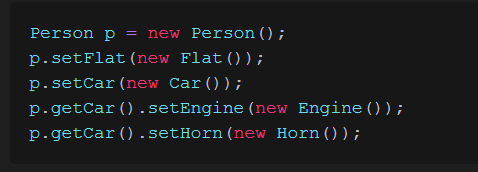 Person p = new Person();
p.setFlat(new Flat());
p.setCar(new Car());
p.getCar().setEngine(new Engine());
p.getCar().setHorn(new Horn());